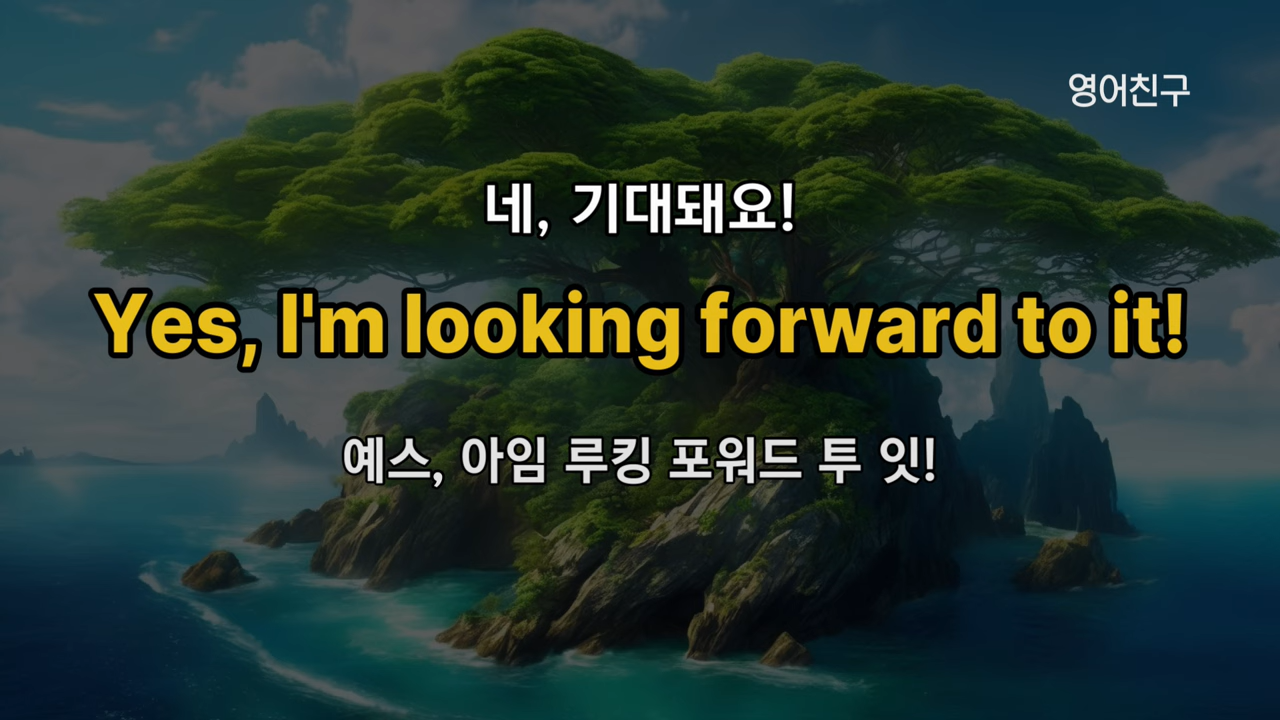 영어친구
네, 기대돼요!
Yes, I'm looking forward to it!
예스, 아임 루킹 포워드 투 잇!